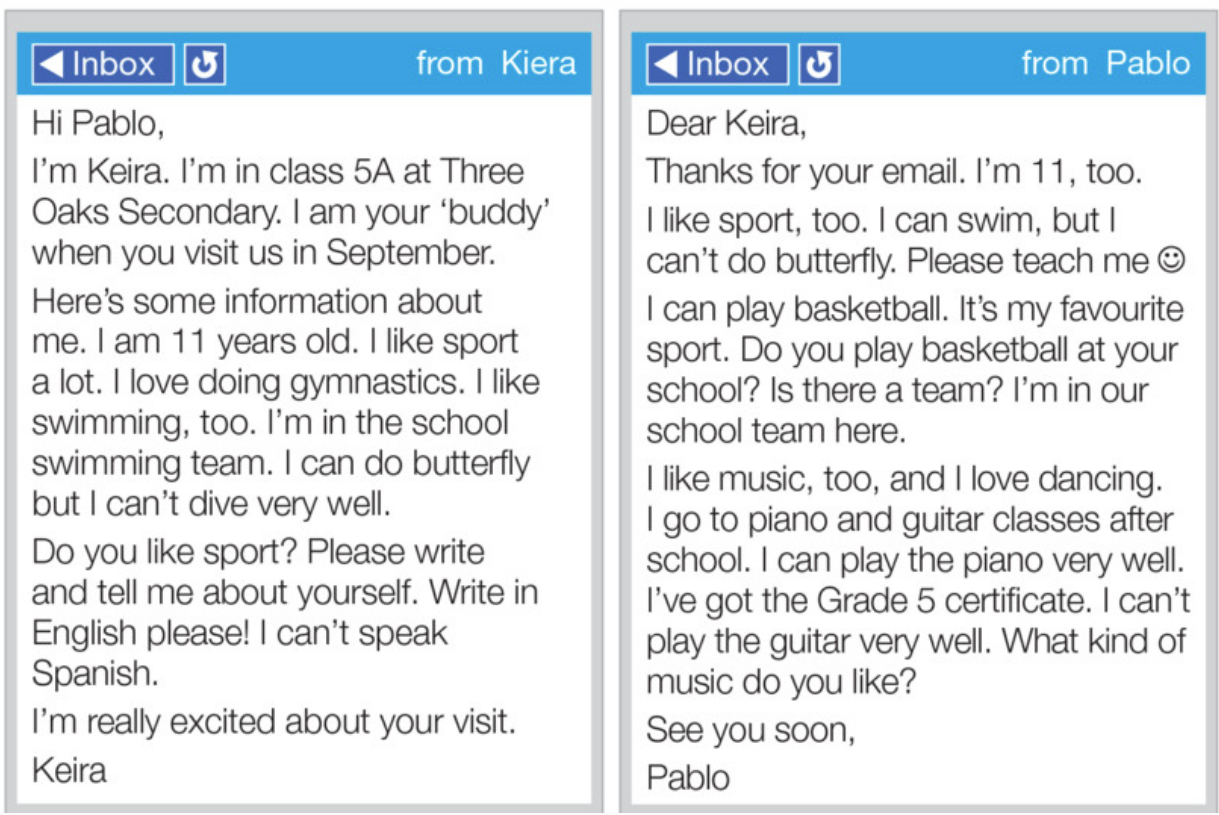 Inbox
from Kiera
Hi Pablo,
I'm Keira. I'm in class 5A at Three
Oaks Secondary. I am your 'buddy'
when you visit us in September.
Here's some information about
me. I am 11 years old. I like sport
a lot. I love doing gymnastics. I like
swimming, too. I'm in the school
swimming team. I can do butterfly
but I can't dive very well.
Do you like sport? Please write
and tell me about yourself. Write in
English please! I can't speak
Spanish.
I'm really excited about your visit.
Keira
Inbox
from Pablo
Dear Keira,
Thanks for your email. I'm 11, too.
I like sport, too. I can swim, but I
can't do butterfly. Please teach me ☺
I can play basketball. It's my favourite
sport. Do you play basketball at your
school? Is there a team? I'm in our
school team here.
I like music, too, and I love dancing.
I go to piano and guitar classes after
school. I can play the piano very well.
I've got the Grade 5 certificate. I can't
play the guitar very well. What kind of
music do you like?
See you soon,
Pablo